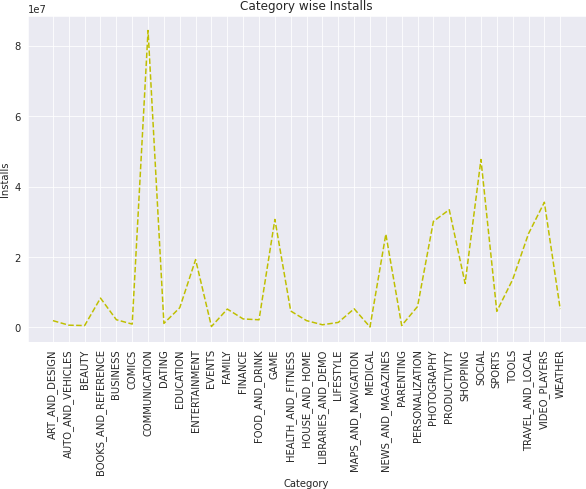 Category wise Installs
1e7
8
6
4
2
0
Installs
ART_AND_DESIGN
AUTO_AND_VEHICLES
BEAUTY
BOOKS_AND_REFERENCE
BUSINESS
COMICS
COMMUNICATION
DATING
EDUCATION
ENTERTAINMENT
EVENTS
FAMILY
FINANCE
FOOD_AND_DRINK
GAME
HEALTH_AND_FITNESS
HOUSE_AND_HOME
LIBRARIES_AND_DEMO
LIFESTYLE
MAPS_AND_NAVIGATION
MEDICAL
NEWS_AND_MAGAZINES
PARENTING
PERSONALIZATION
PHOTOGRAPHY
PRODUCTIVITY
SHOPPING
SOCIAL
SPORTS
TOOLS
TRAVEL_AND_LOCAL
VIDEO_PLAYERS
WEATHER
Category